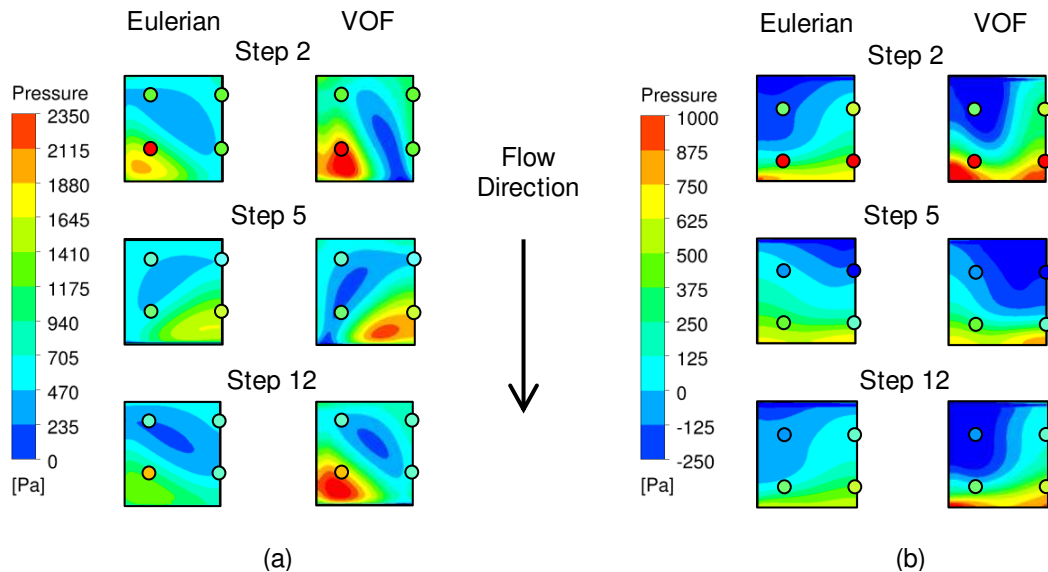 Eulerian VOF
Step 2
Pressure
2350
2115
1880
1645
1410
1175
940
705
470
235
0
[Pa]
Step 5
Step 12
(a)
Flow
Direction
Eulerian VOF
Step 2
Pressure
1000
875
750
625
500
375
250
125
0
-125
-250
[Pa]
Step 5
Step 12
(b)